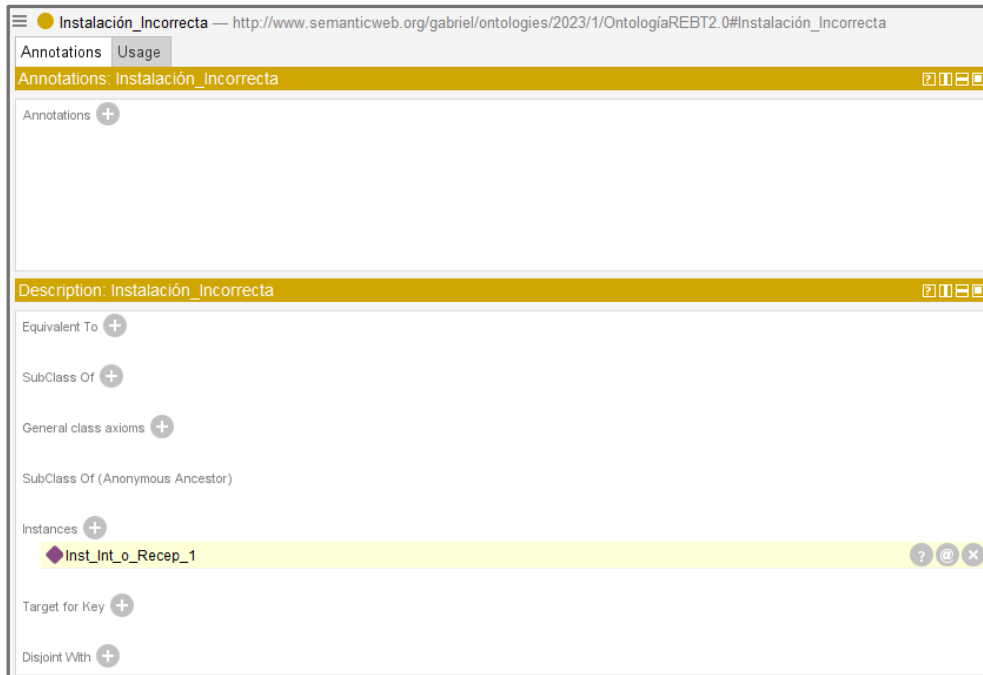 Instalación_Incorrecta — http://www.semanticweb.org/gabriel/ontologies/2023/1/OntologíaREBT2.0#Instalación_Incorrecta
Annotations Usage
Annotations: Instalación_Incorrecta
Annotations
Description: Instalación_Incorrecta
Equivalent To
SubClass Of
General class axioms
SubClass Of (Anonymous Ancestor)
Instances
Inst_Int_o_Recep_1
Target for Key
Disjoint With